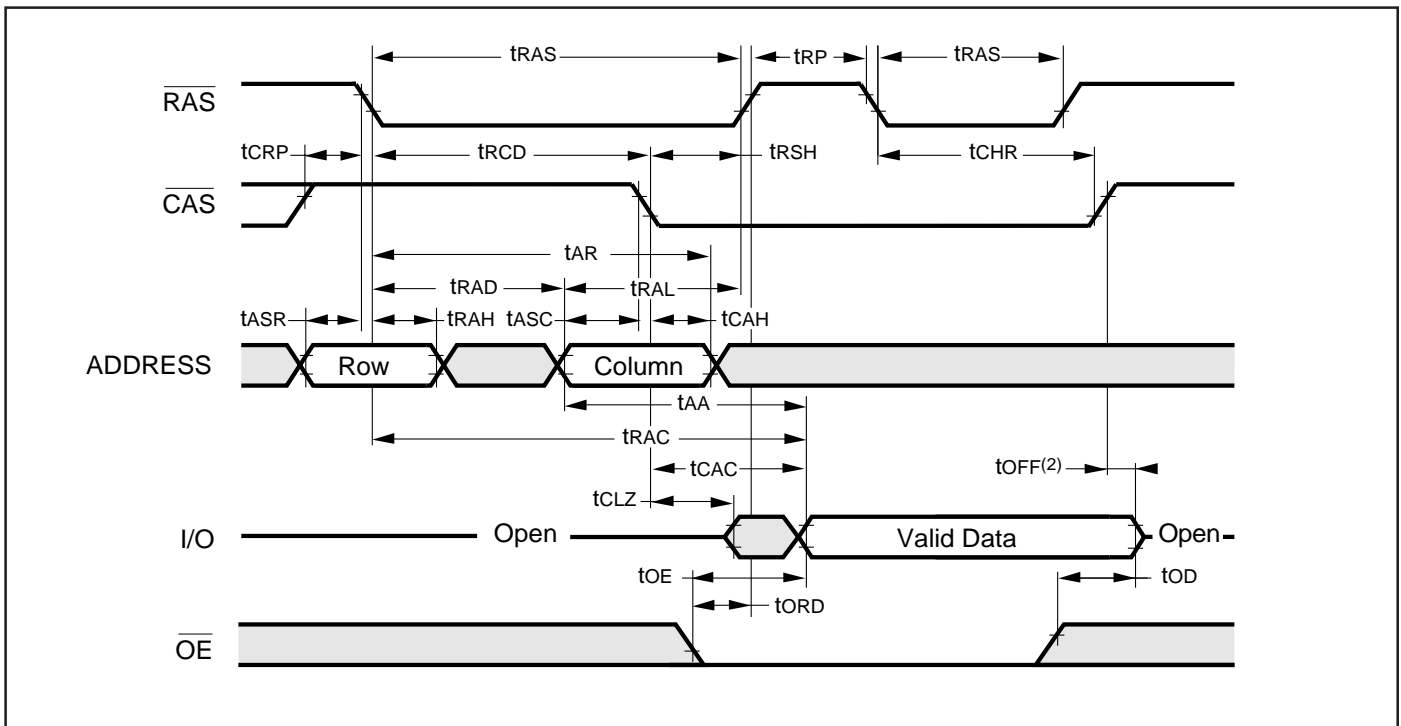 tRAS tRP tRAS
RAS
tCRP tRCD tRSH tCHR
CAS
tAR
tRAD tRAL
tASR tRAH tASC tCAH
ADDRESS Row Column
tAA
tRAC
tCAC tOFF(2)
tCLZ
I/O Open Valid Data Open
tOE tOD
tORD
OE